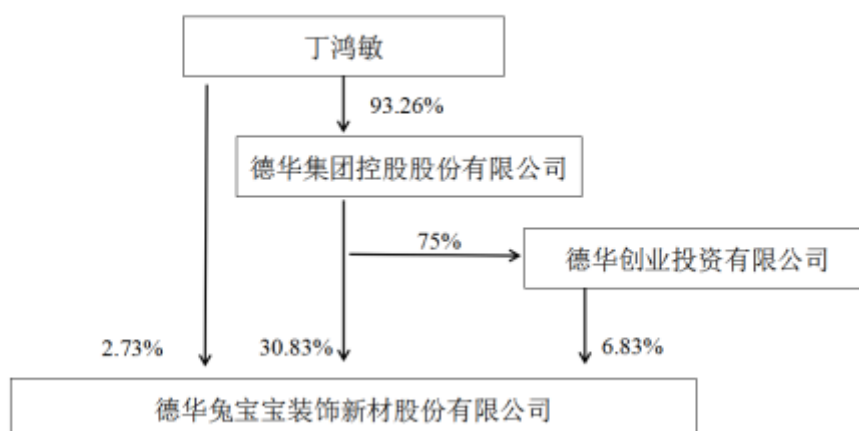 丁鸿敏
93.26%
德华集团控股股份有限公司
75%
德华创业投资有限公司
2.73%
30.83%
6.83%
德华兔宝宝装饰新材股份有限公司